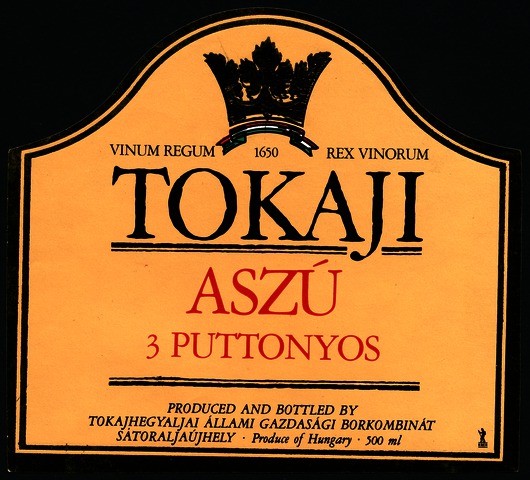 VINUM REGUM 1650 REX VINORUM
TOKAJI
ASZÚ
3 PUTTONYOS
PRODUCED AND BOTTLED BY
TOKAJHEGYALJAI ÁLLAMI GAZDASÁGI BORKOMBINÁT
SÁTORALJAÚJHELY · Produce of Hungary · 500 ml